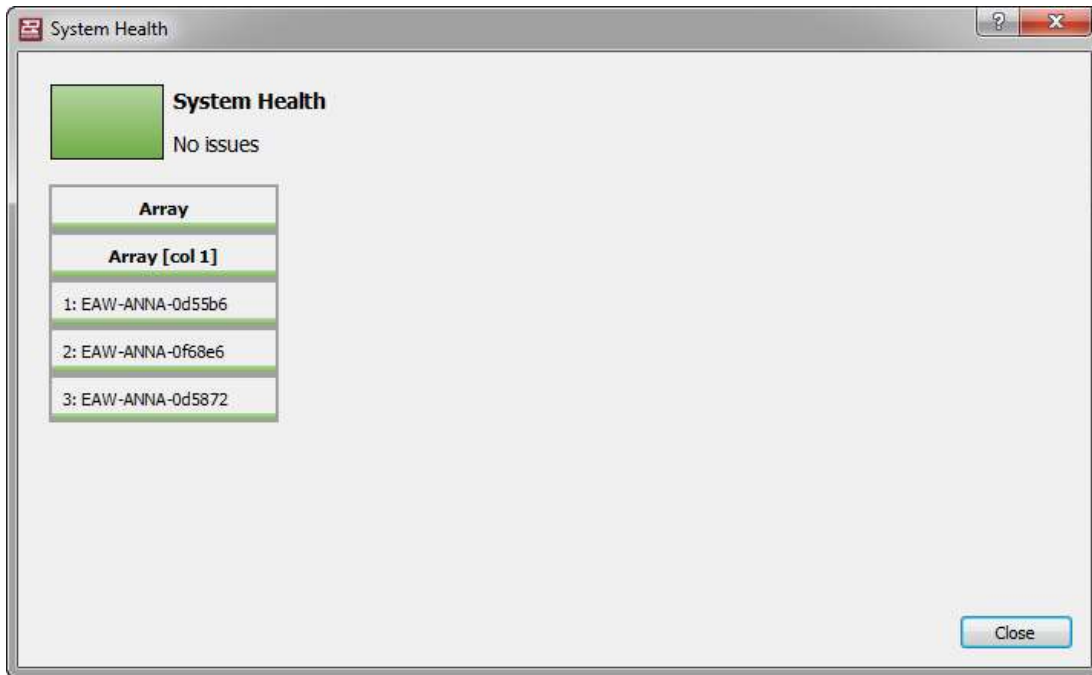 System Health
?
System Health
No issues
Array
Array [col 1]
1: EAW-ANNA-0d55b6
2: EAW-ANNA-0f68e6
3: EAW-ANNA-0d5872
Close